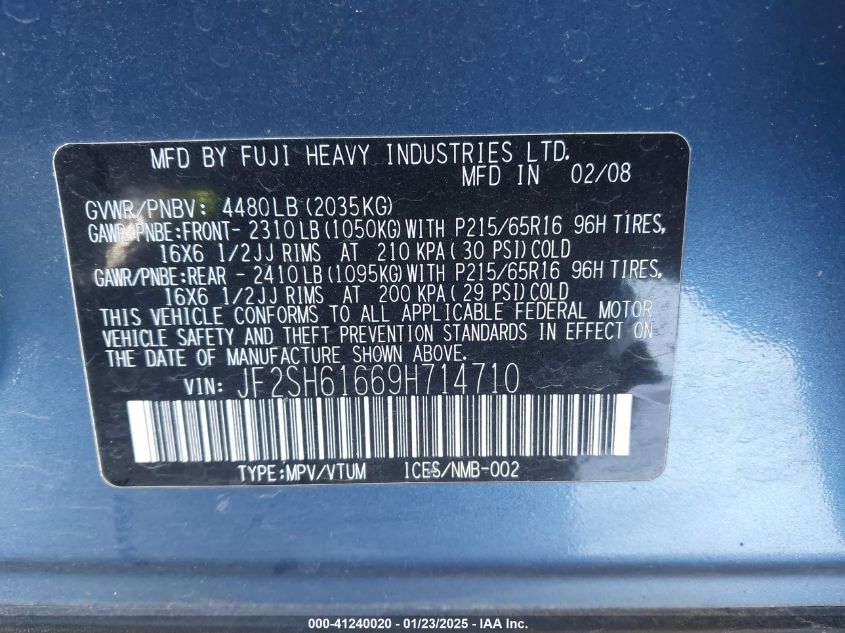 MFD BY FUJI HEAVY INDUSTRIES LTD.
MFD IN 02/08
GVWR/PNBV: 4480LB(2035KG)
GAWR/PNBE:FRONT- 2310LB(1050KG)WITH P215/65R16 96H TIRES,
16X6 1/2JJ RIMS AT 210 KPA( 30 PSI)COLD
GAWR/PNBE:REAR - 2410LB(1095KG)WITH P215/65R16 96H TIRES,
16X6 1/2JJ RIMS AT 200 KPA( 29 PSI)COLD
THIS VEHICLE CONFORMS TO ALL APPLICABLE FEDERAL MOTOR
VEHICLE SAFETY AND THEFT PREVENTION STANDARDS IN EFFECT ON
THE DATE OF MANUFACTURE SHOWN ABOVE.
VIN: JF2SH61669H714710
TYPE:MPV/VTUM ICES/NMB-002
000-41240020 - 01/23/2025 - IAA Inc.